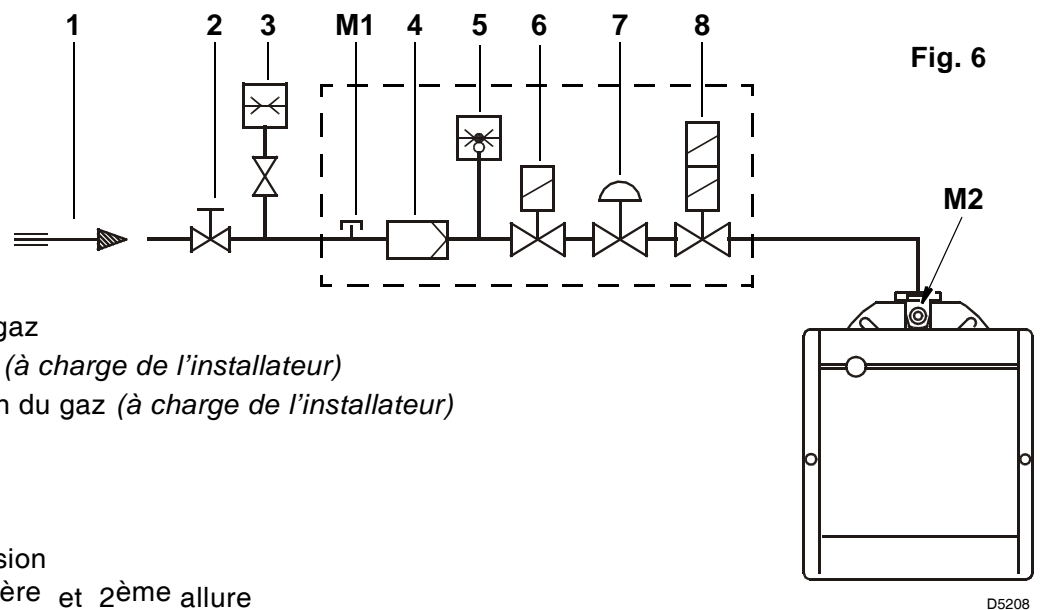 1 2 3 M1 4 5 6 7 8
Fig. 6
M2
gaz
(à charge de l'installateur)
du gaz (à charge de l'installateur)
et 2ème allure
D5208